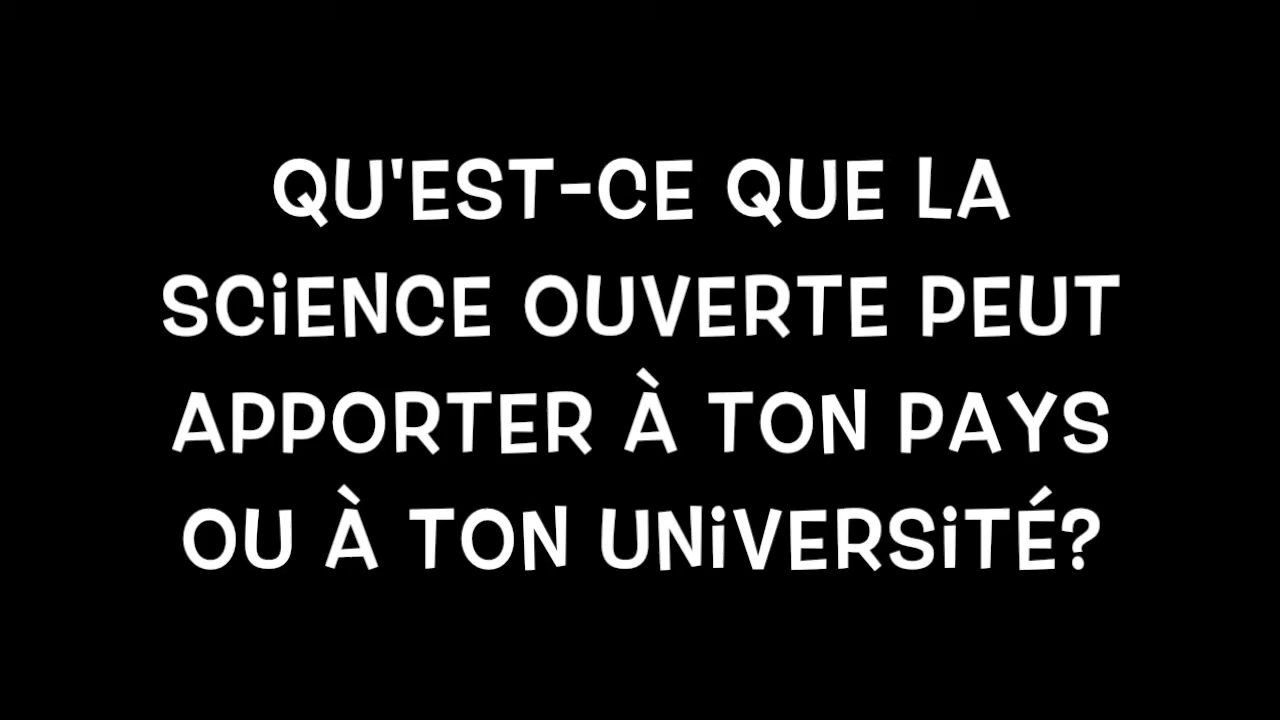 QU'EST-CE QUE LA
SCIENCE OUVERTE PEUT
APPORTER À TON PAYS
OU À TON UNIVERSITÉ?